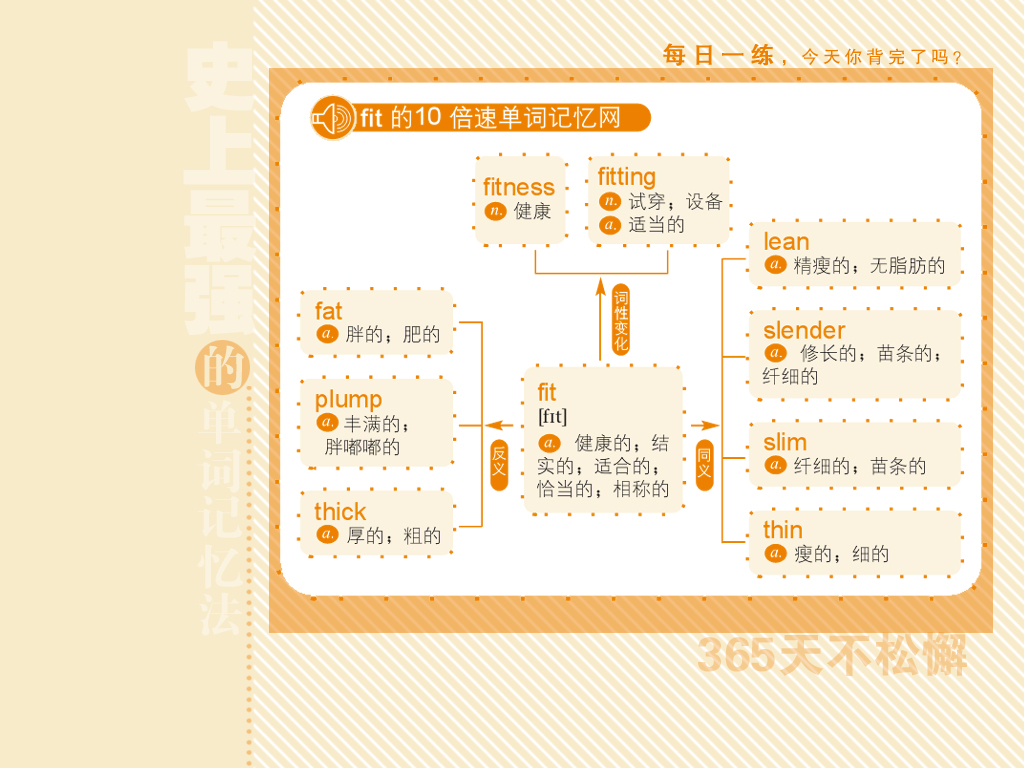 每日一练，今天你背完了吗？
史上最强的单词记忆法
fit 的10 倍速单词记忆网
fitness
n. 健康
fitting
n. 试穿；设备
a. 适当的
词性变化
fat
a. 胖的；肥的
plump
a. 丰满的；
胖嘟嘟的
thick
a. 厚的；粗的
反义
fit
[fɪt]
a. 健康的；结
实的；适合的；
恰当的；相称的
同义
lean
a. 精瘦的；无脂肪的
slender
a. 修长的；苗条的；
纤细的
slim
a. 纤细的；苗条的
thin
a. 瘦的；细的
365天不松懈